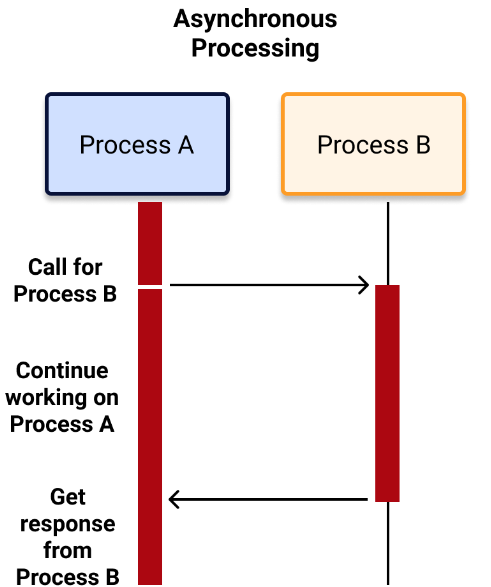 Asynchronous
Processing
Process A
Process B
Call for
Process B
Continue
working on
Process A
Get
response
from
Process B